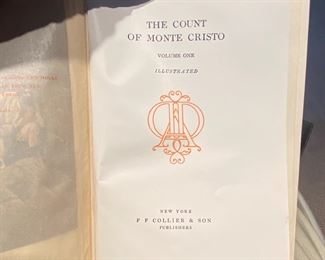 THE COUNT
OF MONTE CRISTO
VOLUME ONE
ILLUSTRATED
NEW YORK
P F COLLIER & SON
PUBLISHERS